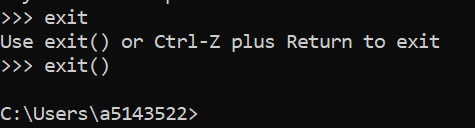 >>> exit
Use exit() or Ctrl-Z plus Return to exit
>>> exit()
C:\Users\a5143522>